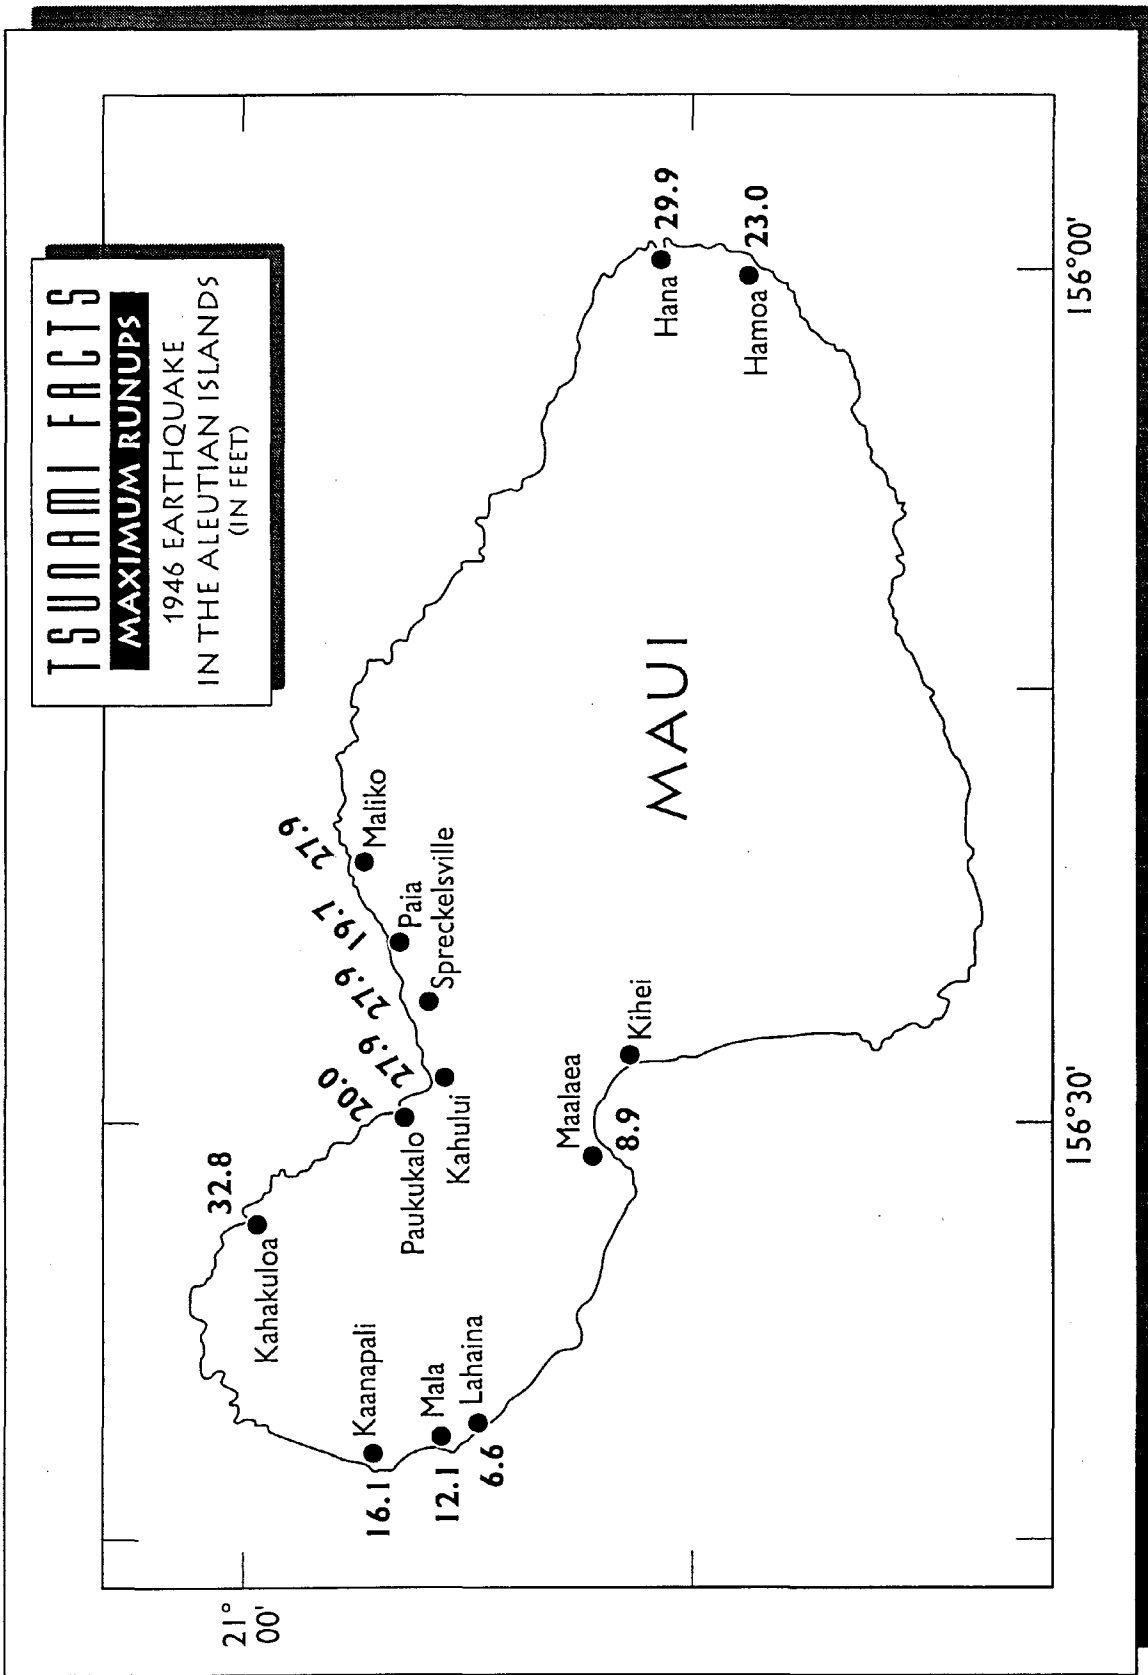 TSUNAMI FACTS
MAXIMUM RUNUPS
1946 EARTHQUAKE
IN THE ALEUTIAN ISLANDS
(IN FEET)
32.8
Kahakuloa
20.0
Paukukalo
27.9
Kahului
27.9
Spreckelsville
19.7
Paia
27.9
Maliko
16.1
Kaanapali
12.1
Mala
6.6
Lahaina
Maalaea
8.9
Kihei
MAUI
Hana
29.9
Hamoa
23.0
21°
00'
156°30'
156°00'